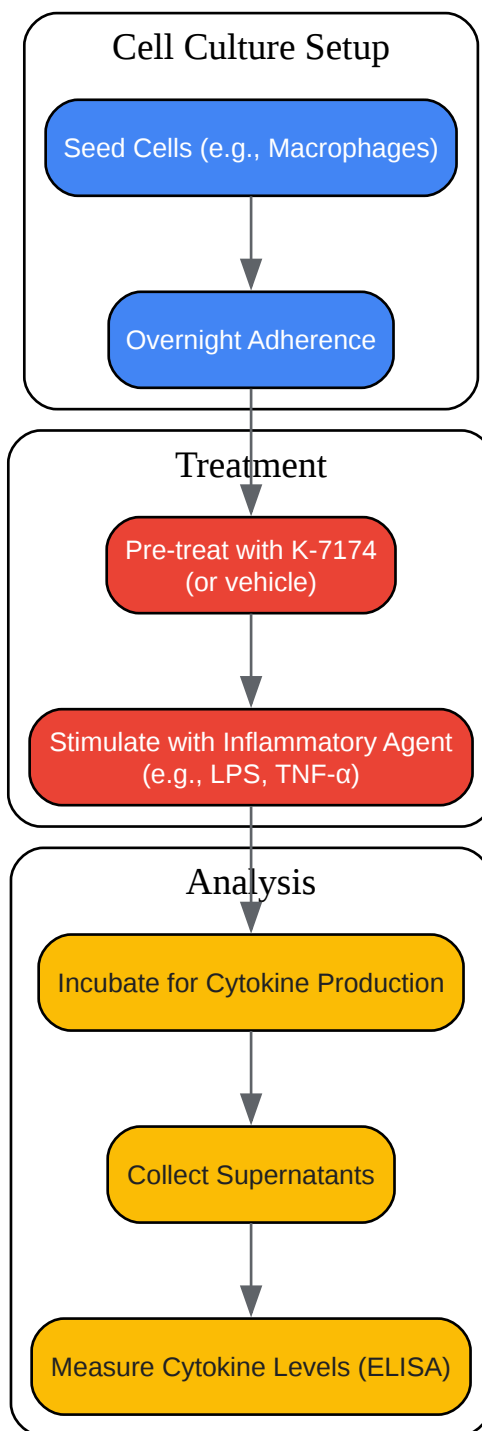 Cell Culture Setup
Seed Cells (e.g., Macrophages)
Overnight Adherence
Treatment
Pre-treat with K-7174
(or vehicle)
Stimulate with Inflammatory Agent
(e.g., LPS, TNF-α)
Analysis
Incubate for Cytokine Production
Collect Supernatants
Measure Cytokine Levels (ELISA)